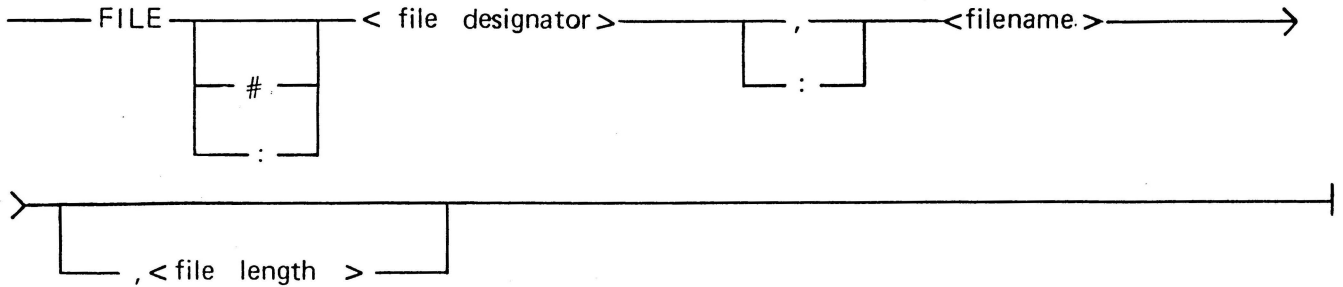 FILE < file designator> , <filename>
# :
:
,<file length >